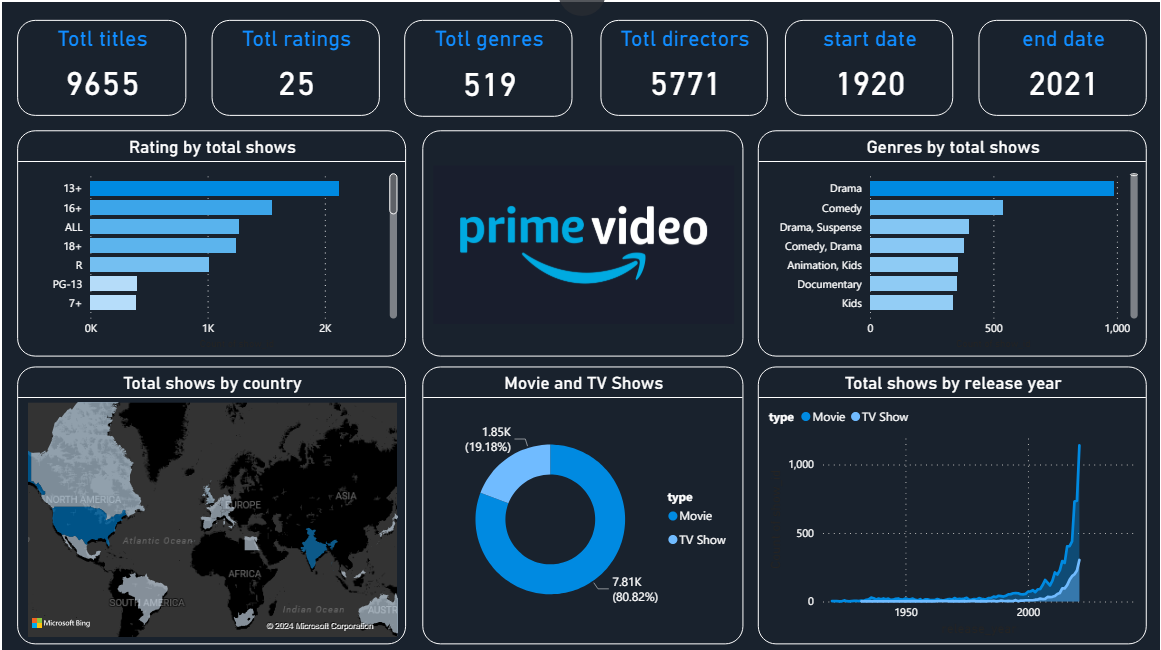 Totl titles
9655
Totl ratings
25
Totl genres
519
Totl directors
5771
start date
1920
end date
2021
Rating by total shows
13+
16+
ALL
18+
R
PG-13
7+
0K 1K 2K
prime video
Genres by total shows
Drama
Comedy
Drama, Suspense
Comedy, Drama
Animation, Kids
Documentary
Kids
0 500 1,000
Total shows by country
NORTH AMERICA
EUROPE
ASIA
Atlantic Ocean
AFRICA
SOUTH AMERICA
Indian Ocean
AUSTR
Microsoft Bing
© 2024 Microsoft Corporation
Movie and TV Shows
1.85K
(19.18%)
type
Movie
TV Show
7.81K
(80.82%)
Total shows by release year
type Movie TV Show
1,000
500
0
1950 2000